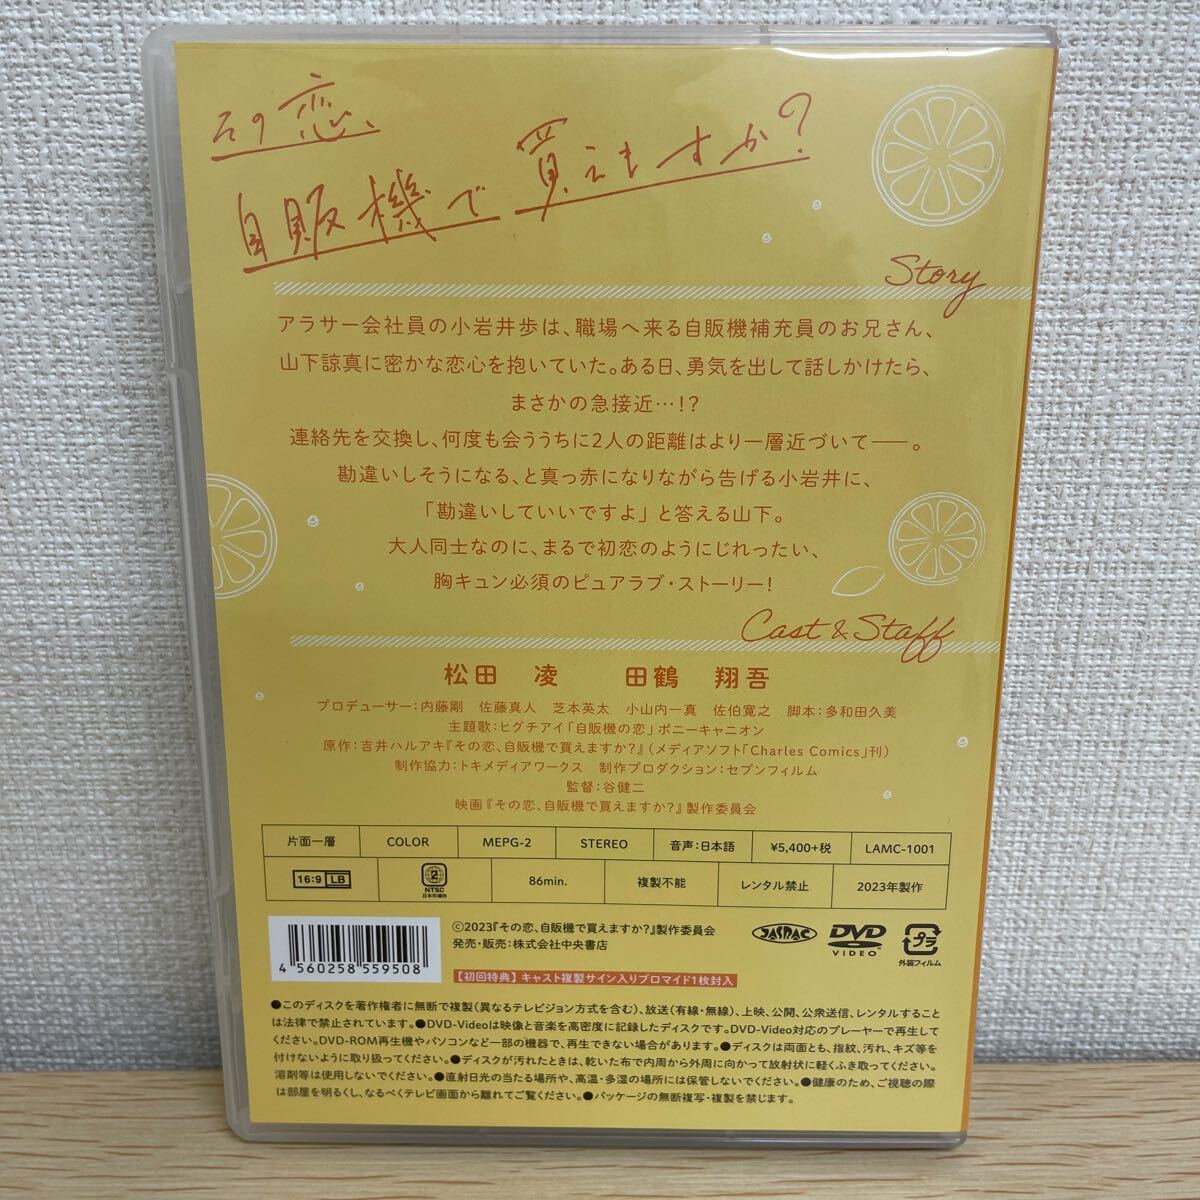 その恋、
自販機で買えますか？
Story
アラサー会社員の小岩井歩は、職場へ来る自販機補充員のお兄さん、
山下諒真に密かな恋心を抱いていた。ある日、勇気を出して話しかけたら、
まさかの急接近…!?
連絡先を交換し、何度も会ううちに2人の距離はより一層近づいて――。
勘違いしそうになる、と真っ赤になりながら告げる小岩井に、
「勘違いしていいですよ」と答える山下。
大人同士なのに、まるで初恋のようにじれったい、
胸キュン必須のピュアラブ・ストーリー！
Cast & Staff
松田　凌　　田鶴　翔吾
プロデューサー：内藤剛　佐藤真人　芝本英太　小山内一真　佐伯寛之　脚本：多和田久美
主題歌：ヒグチアイ「自販機の恋」ポニーキャニオン
原作：吉井ハルアキ『その恋、自販機で買えますか？』（メディアソフト「Charles Comics」刊）
制作協力：トキメディアワークス　制作プロダクション：セブンフィルム
監督：谷健二
映画『その恋、自販機で買えますか？』製作委員会
片面一層 COLOR MEPG-2 STEREO 音声：日本語 ¥5,400+税 LAMC-1001
16:9 LB 2 NTSC 日本市場向 86min. 複製不能 レンタル禁止 2023年製作
4 560258 559508
©2023『その恋、自販機で買えますか？』製作委員会
発売・販売：株式会社中央書店
【初回特典】キャスト複製サイン入りブロマイド1枚封入
JASRAC DVD VIDEO プラ 外装フィルム
●このディスクを著作権者に無断で複製（異なるテレビジョン方式を含む）、放送（有線・無線）、上映、公開、公衆送信、レンタルすること
は法律で禁止されています。●DVD-Videoは映像と音楽を高密度に記録したディスクです。DVD-Video対応のプレーヤーで再生してく
ださい。DVD-ROM再生機やパソコンなど一部の機器で、再生できない場合があります。●ディスクは両面とも、指紋、汚れ、キズ等を
付けないように取り扱ってください。●ディスクが汚れたときは、乾いた布で内周から外周に向かって放射状に軽くふき取ってください。
溶剤等は使用しないでください。●直射日光の当たる場所や、高温・多湿の場所には保管しないでください。●健康のため、ご視聴の際
は部屋を明るくし、なるべくテレビ画面から離れてご覧ください。●パッケージの無断複写・複製を禁じます。